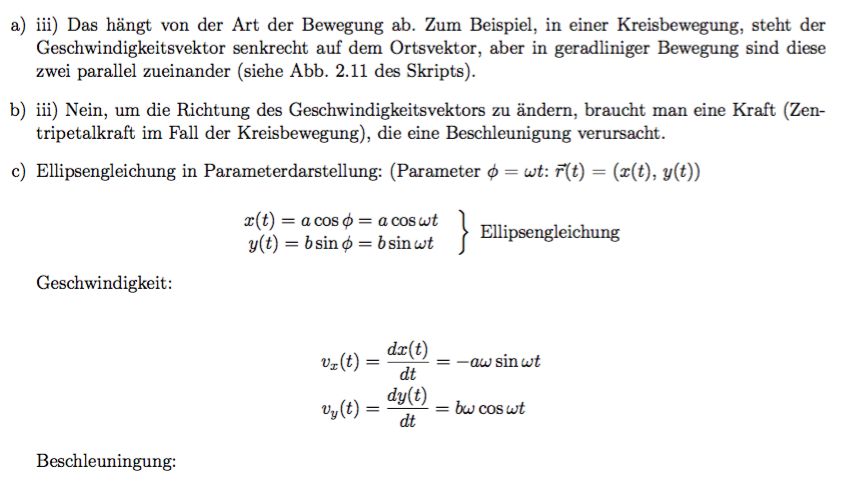 a) iii) Das hängt von der Art der Bewegung ab. Zum Beispiel, in einer Kreisbewegung, steht der
Geschwindigkeitsvektor senkrecht auf dem Ortsvektor, aber in geradliniger Bewegung sind diese
zwei parallel zueinander (siehe Abb. 2.11 des Skripts).
b) iii) Nein, um die Richtung des Geschwindigkeitsvektors zu ändern, braucht man eine Kraft (Zen-
tripetalkraft im Fall der Kreisbewegung), die eine Beschleunigung verursacht.
c) Ellipsengleichung in Parameterdarstellung: (Parameter ϕ = ωt: r⃗(t) = (x(t), y(t))
x(t) = a cos ϕ = a cos ωt
y(t) = b sin ϕ = b sin ωt } Ellipsengleichung
Geschwindigkeit:
v_x(t) = dx(t)/dt = −aω sin ωt
v_y(t) = dy(t)/dt = bω cos ωt
Beschleuningung: